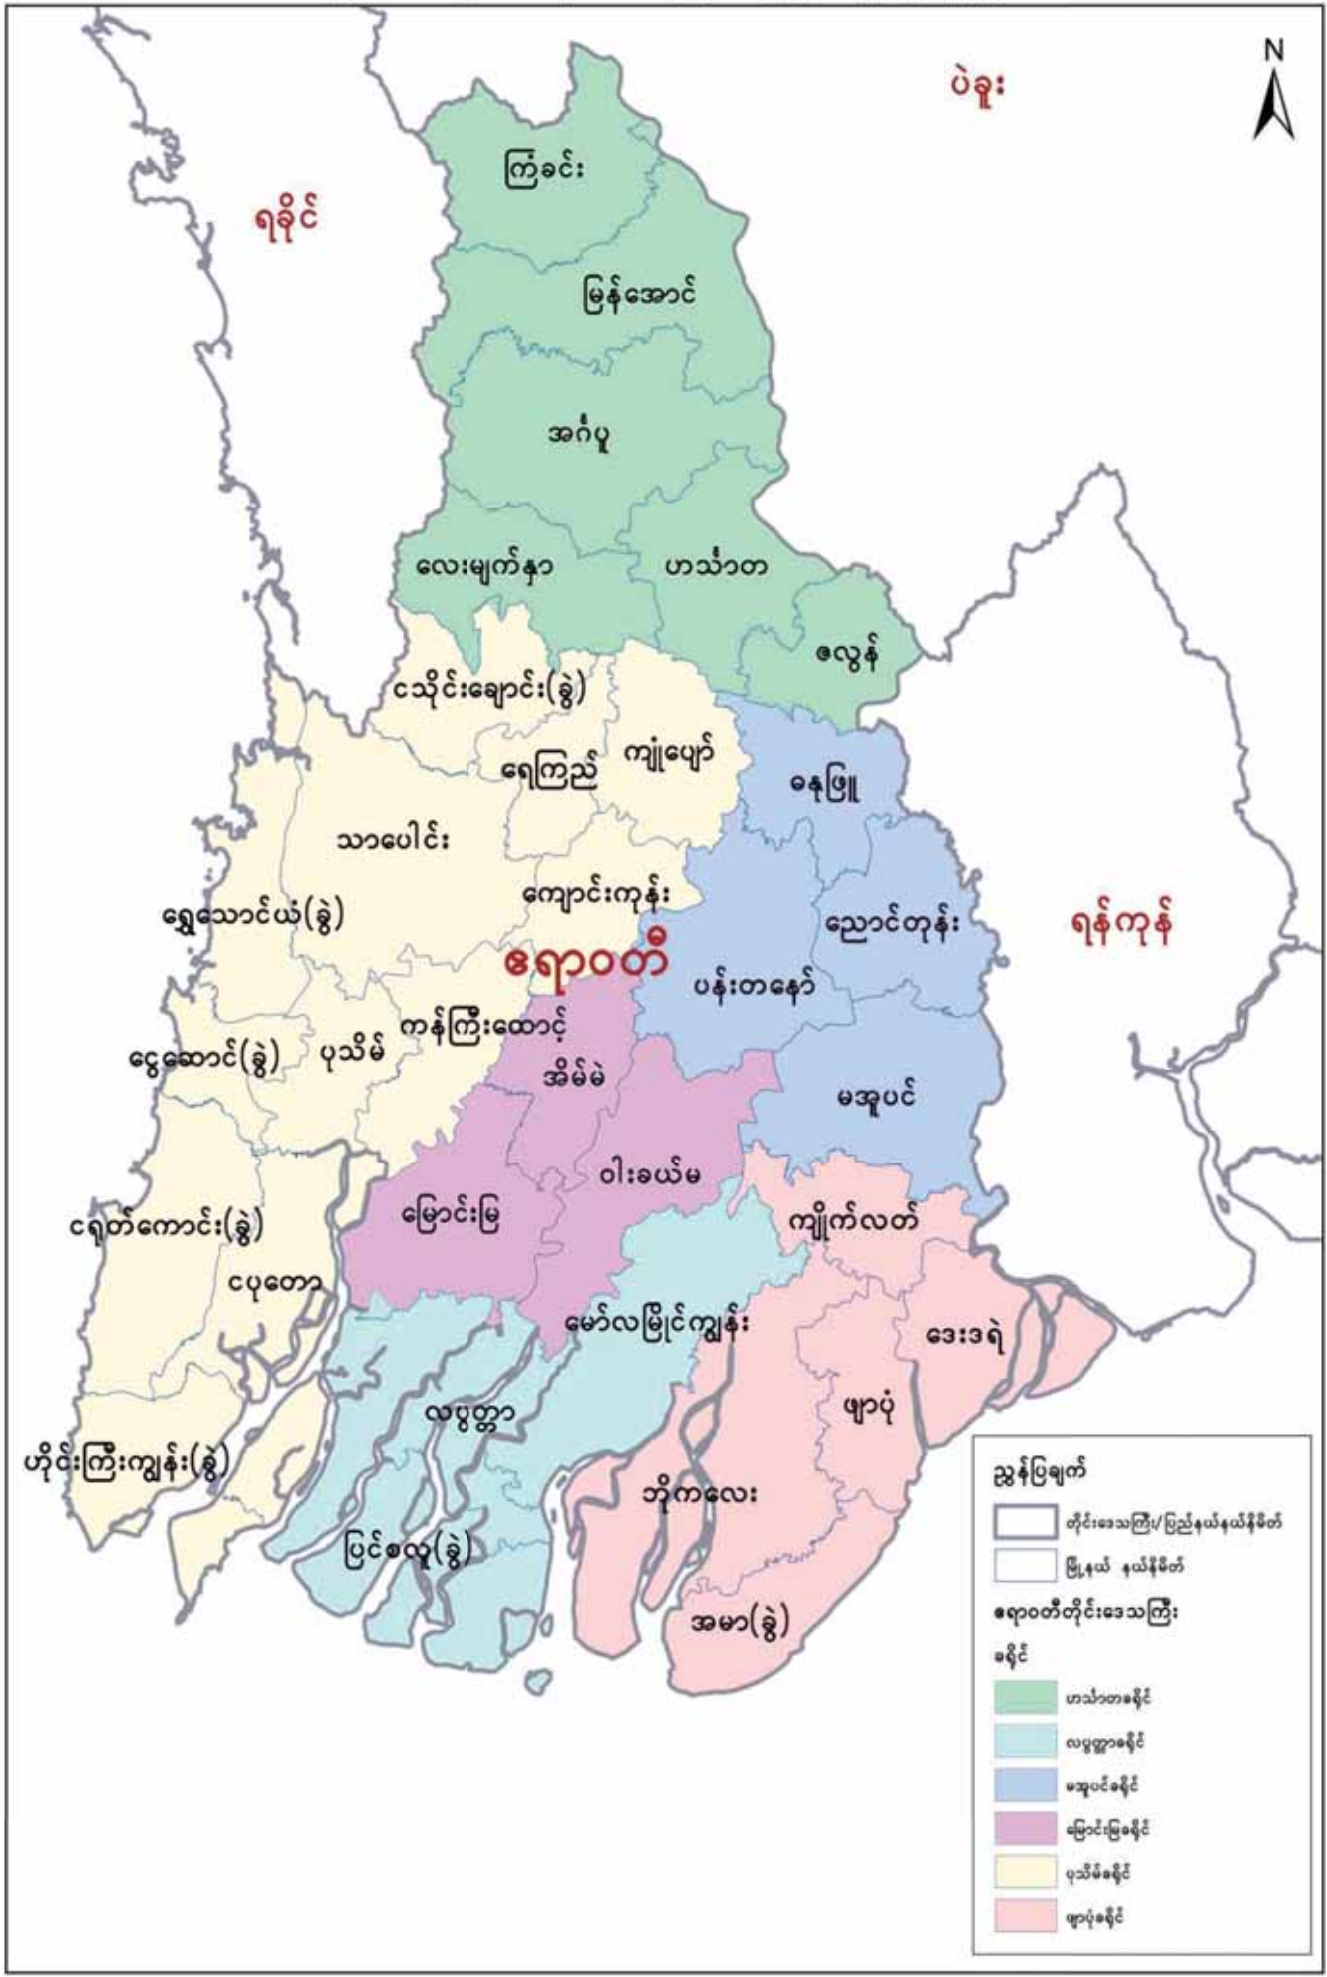 N
ပဲခူး
ကြံခင်း
ရခိုင်
မြန်အောင်
အင်္ဂပူ
လေးမျက်နှာ
ဟင်္သာတ
ဇလွန်
ငသိုင်းချောင်း(ခွဲ)
ကျုံပျော်
ရေကြည်
ဓနုဖြူ
သာပေါင်း
ကျောင်းကုန်း
ရွှေသောင်ယံ(ခွဲ)
ညောင်တုန်း
ရန်ကုန်
ဧရာဝတီ
ပန်းတနော်
ကန်ကြီးထောင့်
ပုသိမ်
ငွေဆောင်(ခွဲ)
အိမ်မဲ
မအူပင်
ဝါးခယ်မ
မြောင်းမြ
ကျိုက်လတ်
ငရုတ်ကောင်း(ခွဲ)
ငပုတော
မော်လမြိုင်ကျွန်း
ဒေးဒရဲ
ဖျာပုံ
လပွတ္တာ
ဟိုင်းကြီးကျွန်း(ခွဲ)
ဘိုကလေး
ပြင်စလူ(ခွဲ)
အမာ(ခွဲ)
ညွှန်ပြချက်
တိုင်းဒေသကြီး/ပြည်နယ်နယ်နိမိတ်
မြို့နယ် နယ်နိမိတ်
ဧရာဝတီတိုင်းဒေသကြီး
ခရိုင်
ဟင်္သာတခရိုင်
လပွတ္တာခရိုင်
မအူပင်ခရိုင်
မြောင်းမြခရိုင်
ပုသိမ်ခရိုင်
ဖျာပုံခရိုင်